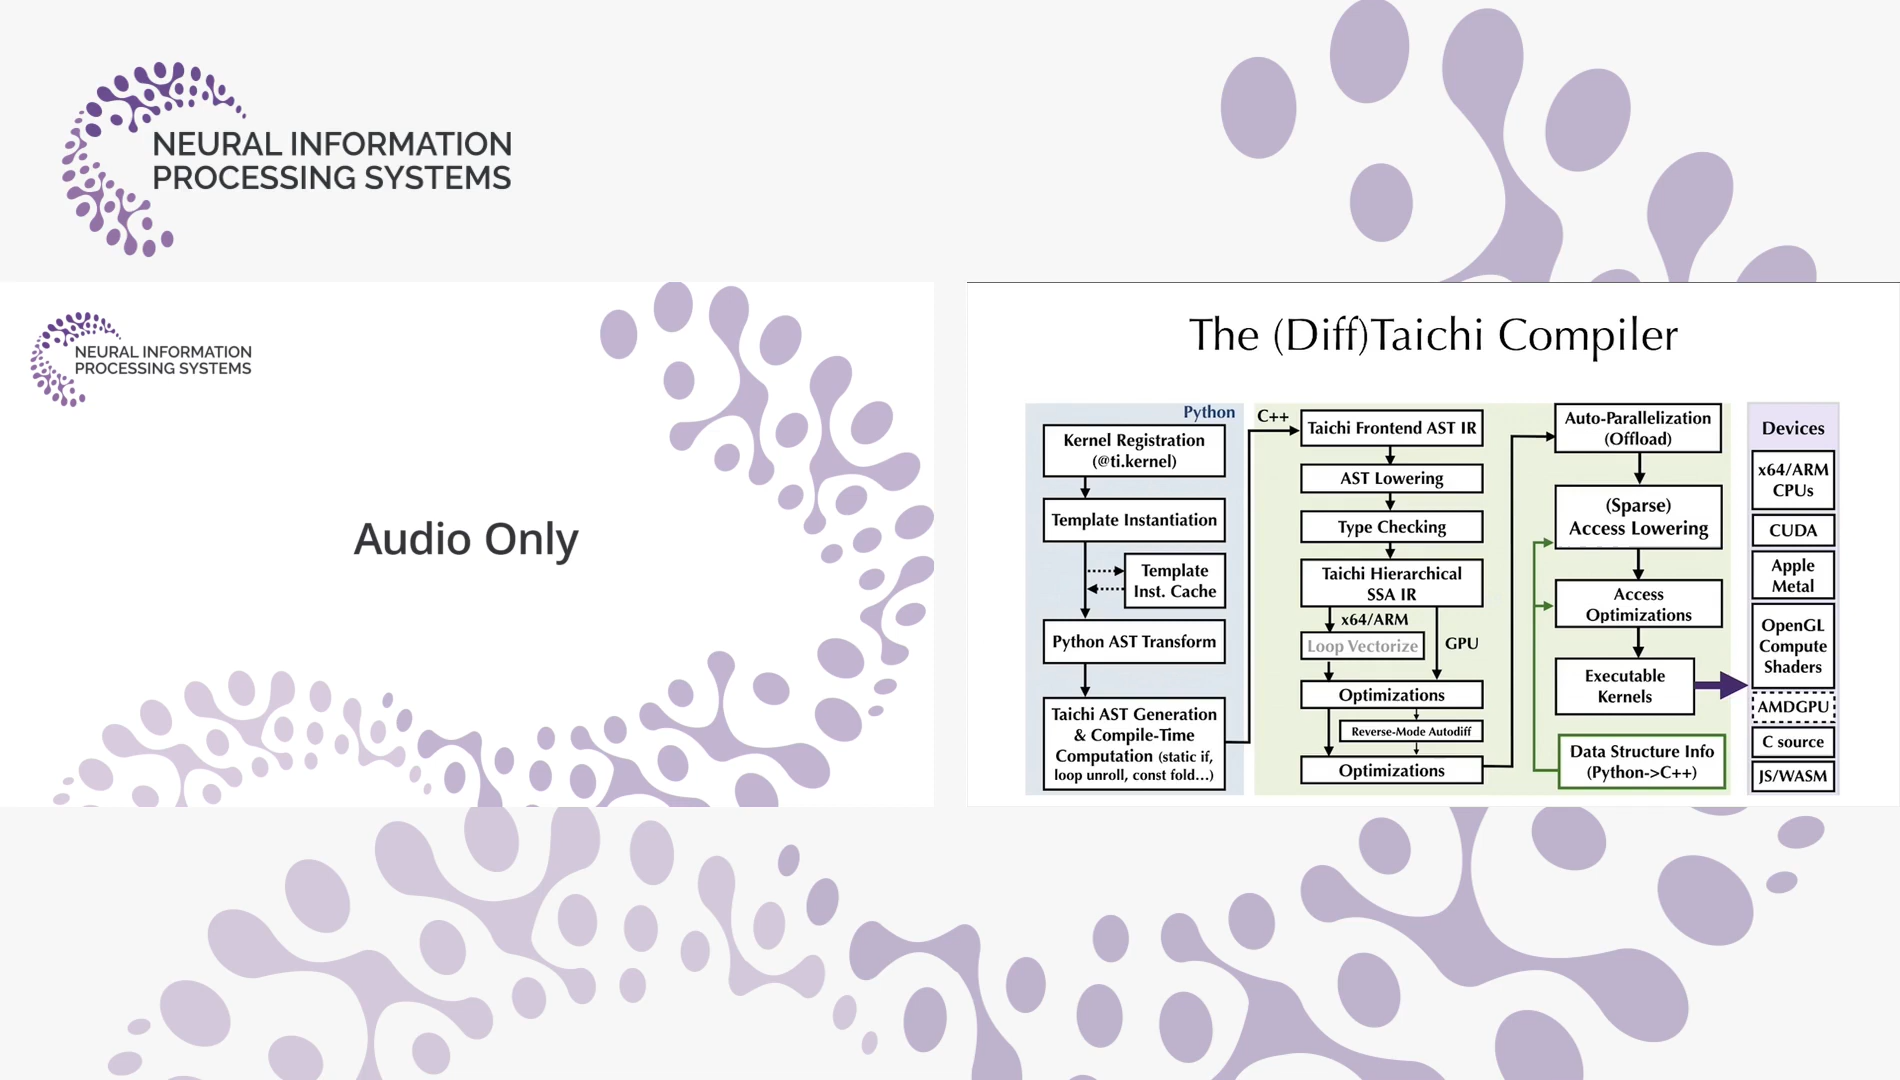 NEURAL INFORMATION
PROCESSING SYSTEMS
NEURAL INFORMATION
PROCESSING SYSTEMS
Audio Only
The (Diff)Taichi Compiler
Python
Kernel Registration
(@ti.kernel)
Template Instantiation
Template
Inst. Cache
Python AST Transform
Taichi AST Generation
& Compile-Time
Computation (static if,
loop unroll, const fold...)
C++
Taichi Frontend AST IR
AST Lowering
Type Checking
Taichi Hierarchical
SSA IR
x64/ARM
Loop Vectorize
GPU
Optimizations
Reverse-Mode Autodiff
Optimizations
Auto-Parallelization
(Offload)
(Sparse)
Access Lowering
Access
Optimizations
Executable
Kernels
Data Structure Info
(Python->C++)
Devices
x64/ARM
CPUs
CUDA
Apple
Metal
OpenGL
Compute
Shaders
AMDGPU
C source
JS/WASM